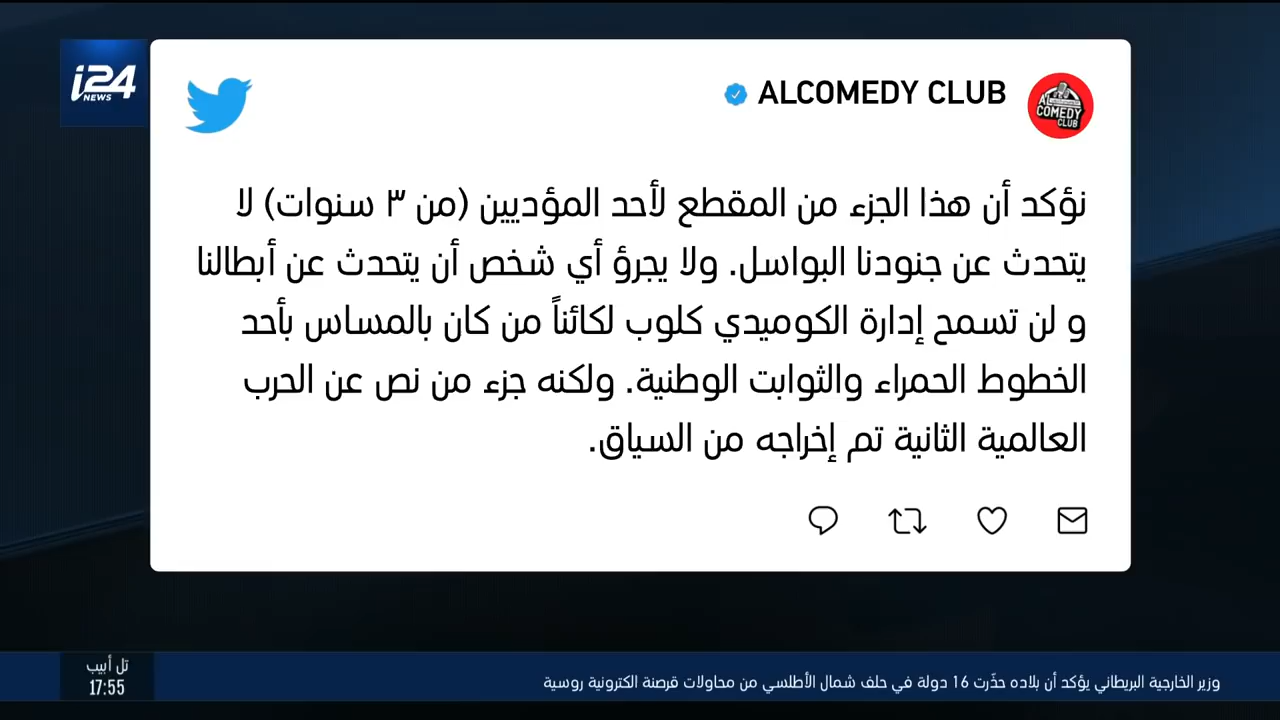 i24
NEWS
ALCOMEDY CLUB
AL
COMEDY
CLUB
نؤكد أن هذا الجزء من المقطع لأحد المؤديين (من ٣ سنوات) لا
يتحدث عن جنودنا البواسل. ولا يجرؤ أي شخص أن يتحدث عن أبطالنا
و لن تسمح إدارة الكوميدي كلوب لكائناً من كان بالمساس بأحد
الخطوط الحمراء والثوابت الوطنية. ولكنه جزء من نص عن الحرب
العالمية الثانية تم إخراجه من السياق.
تل أبيب
17:55
وزير الخارجية البريطاني يؤكد أن بلاده حذّرت 16 دولة في حلف شمال الأطلسي من محاولات قرصنة الكترونية روسية